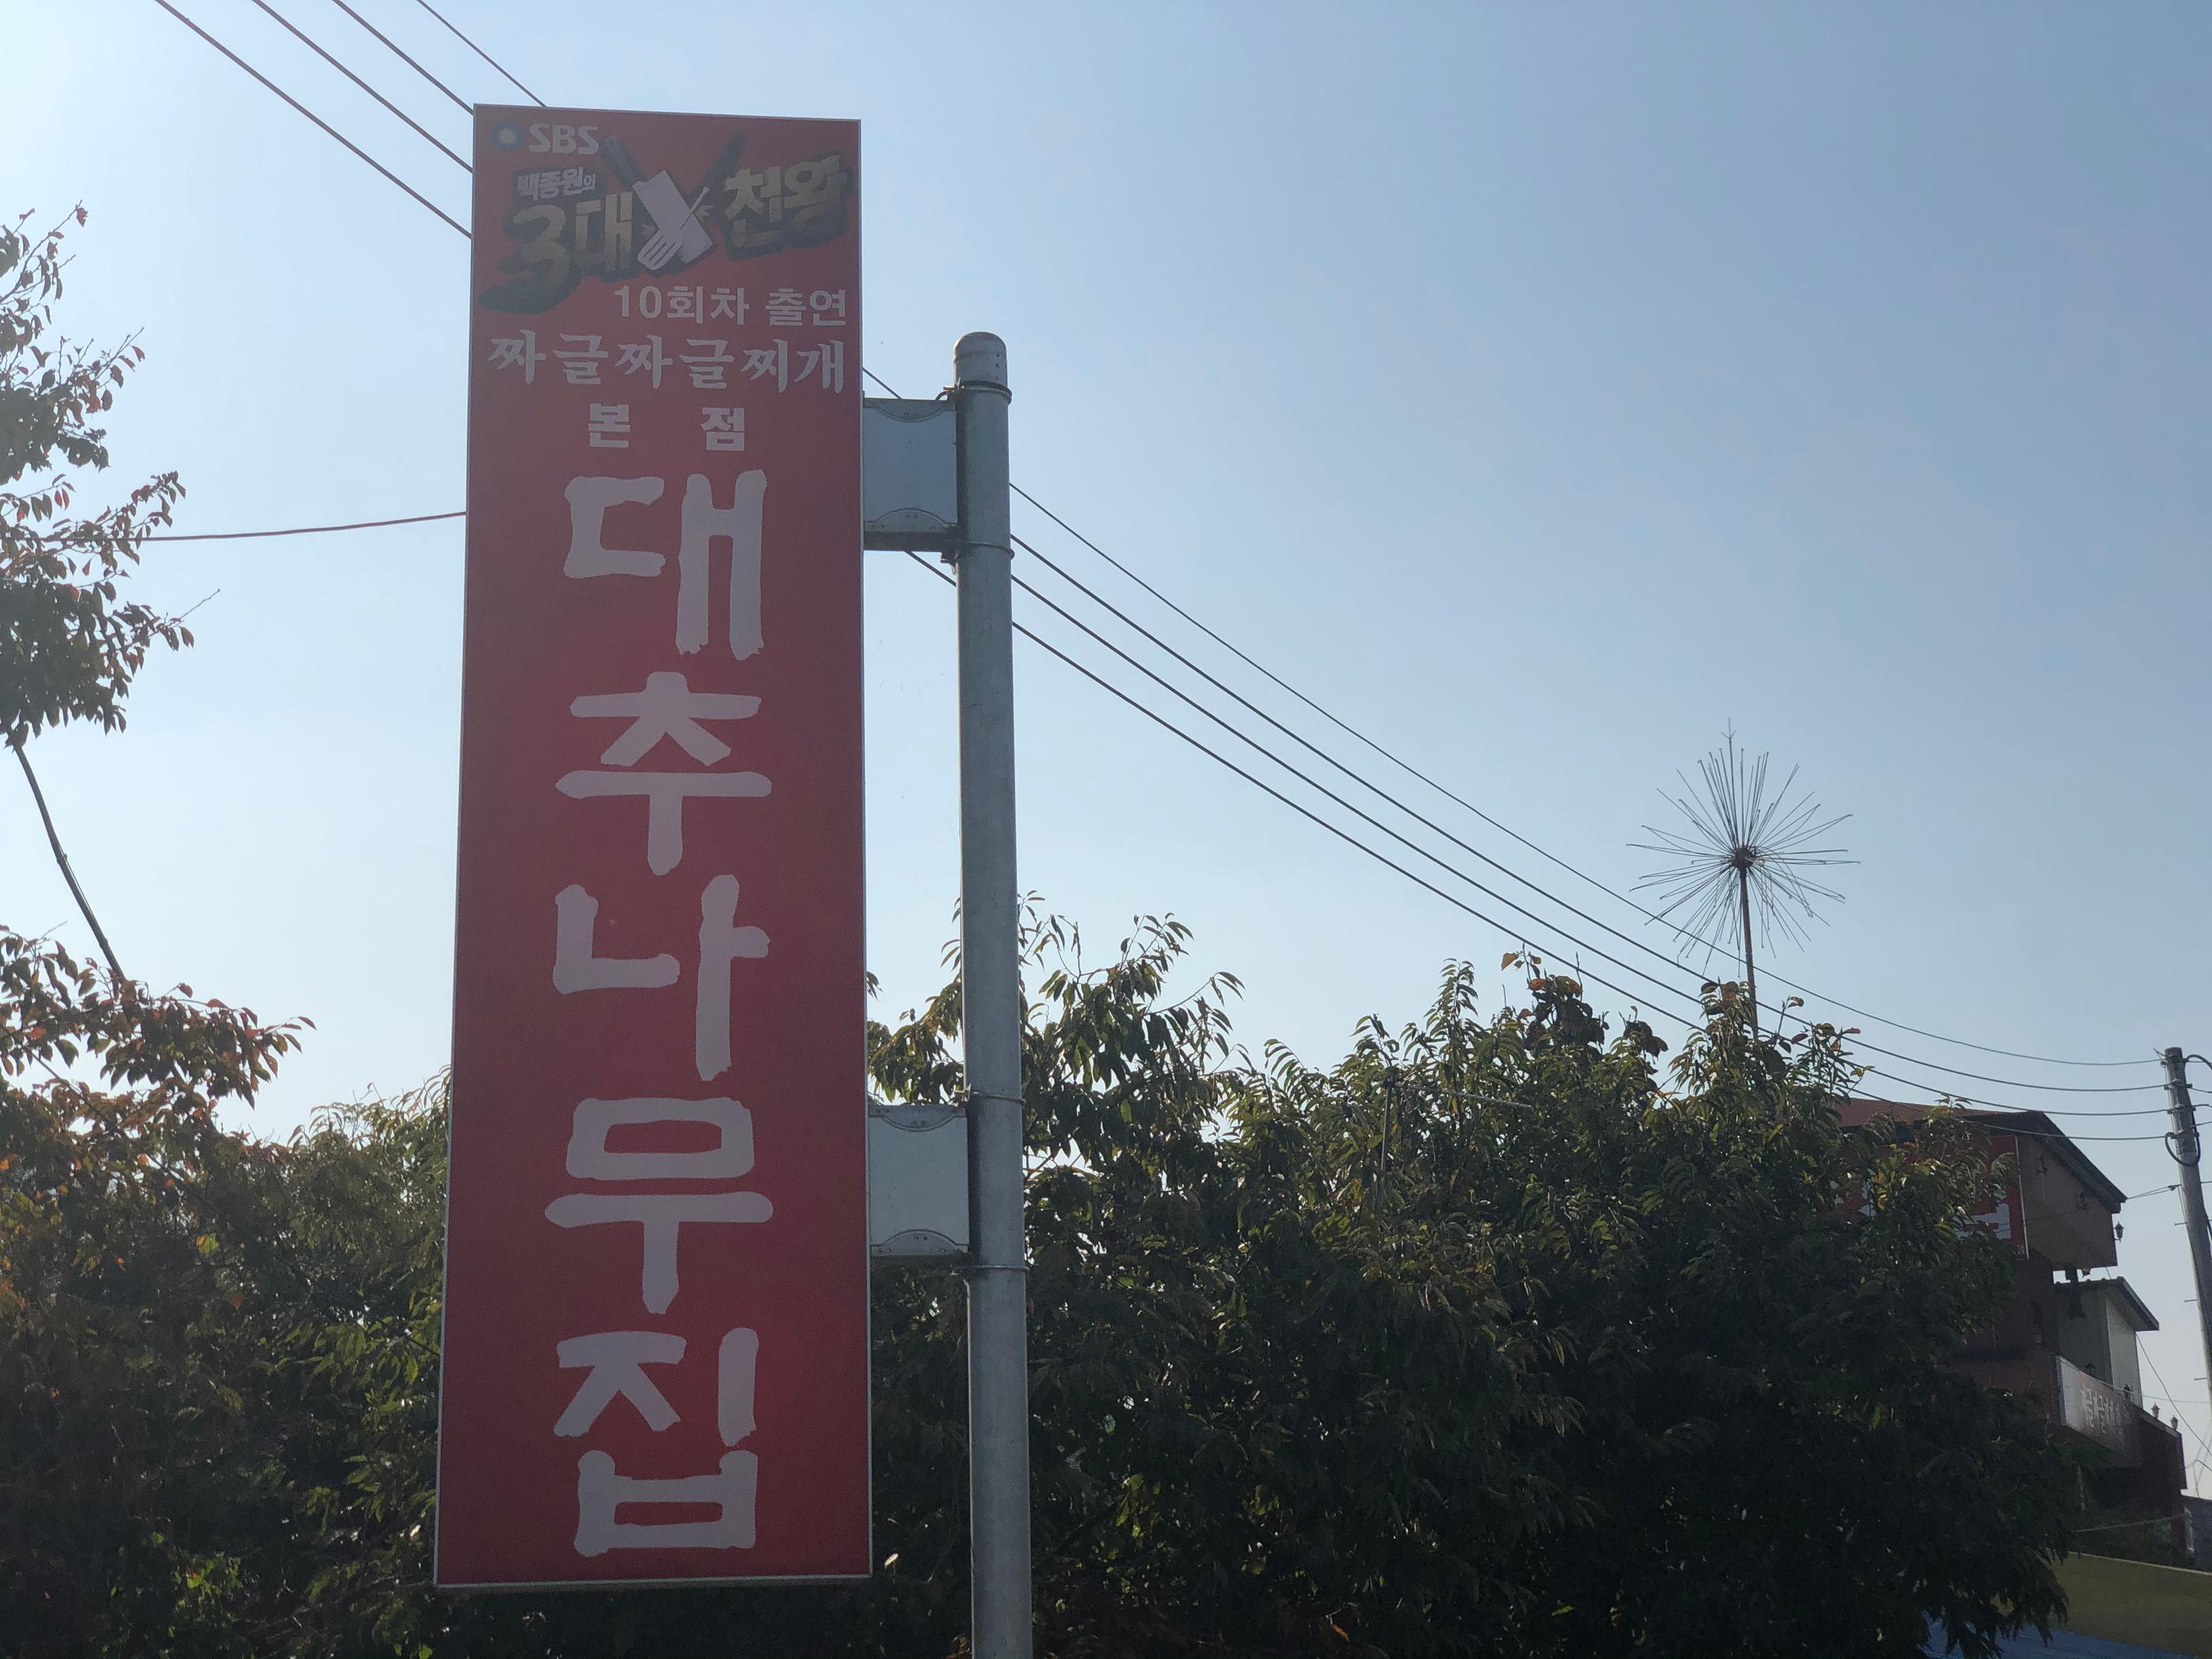 SBS
백종원의
3대천왕
10회차 출연
짜글짜글찌개
본 점
대추나무집